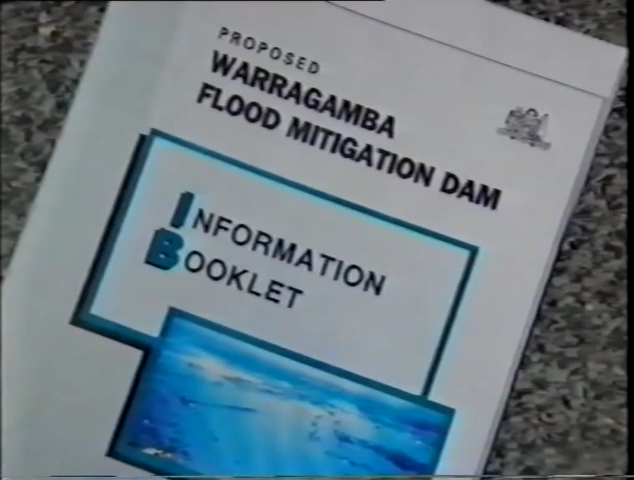 PROPOSED
WARRAGAMBA
FLOOD MITIGATION DAM
INFORMATION
BOOKLET